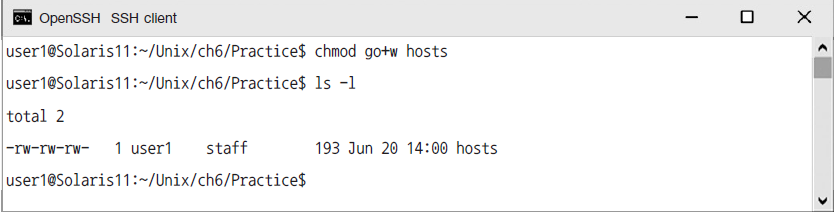 OpenSSH SSH client
user1@Solaris11:~/Unix/ch6/Practice$ chmod go+w hosts
user1@Solaris11:~/Unix/ch6/Practice$ ls -l
total 2
-rw-rw-rw- 1 user1 staff 193 Jun 20 14:00 hosts
user1@Solaris11:~/Unix/ch6/Practice$